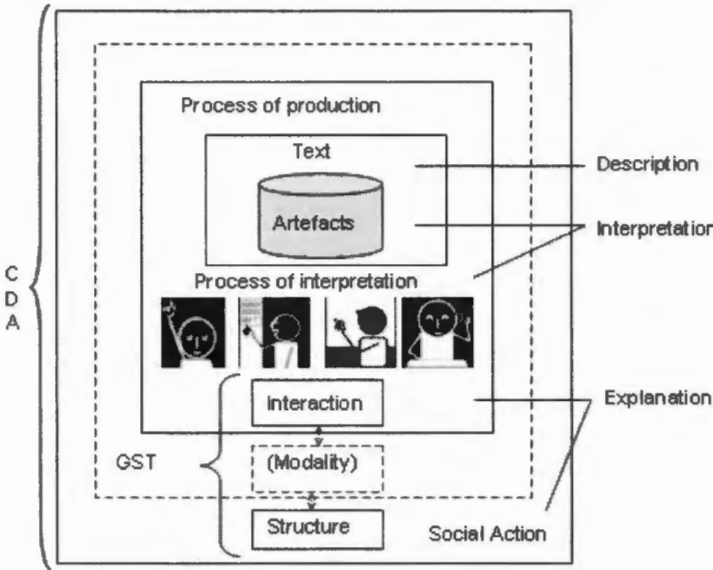 Process of production
Text
Description
Artefacts
Interpretation
Process of interpretation
C
D
A
Interaction
Explanation
GST
(Modality)
Structure
Social Action